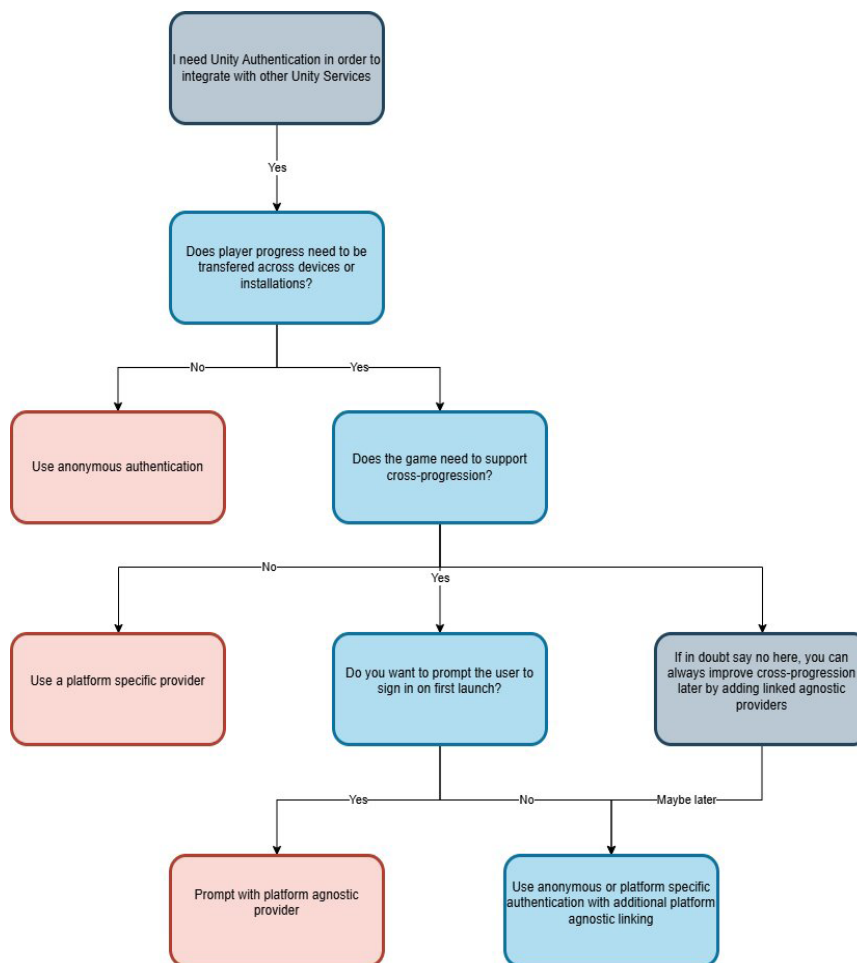 I need Unity Authentication in order to
integrate with other Unity Services
Yes
Does player progress need to be
transfered across devices or
installations?
No
Yes
Use anonymous authentication
Does the game need to support
cross-progression?
No
Yes
Use a platform specific provider
Do you want to prompt the user to
sign in on first launch?
If in doubt say no here, you can
always improve cross-progression
later by adding linked agnostic
providers
Yes
No
Maybe later
Prompt with platform agnostic
provider
Use anonymous or platform specific
authentication with additional platform
agnostic linking